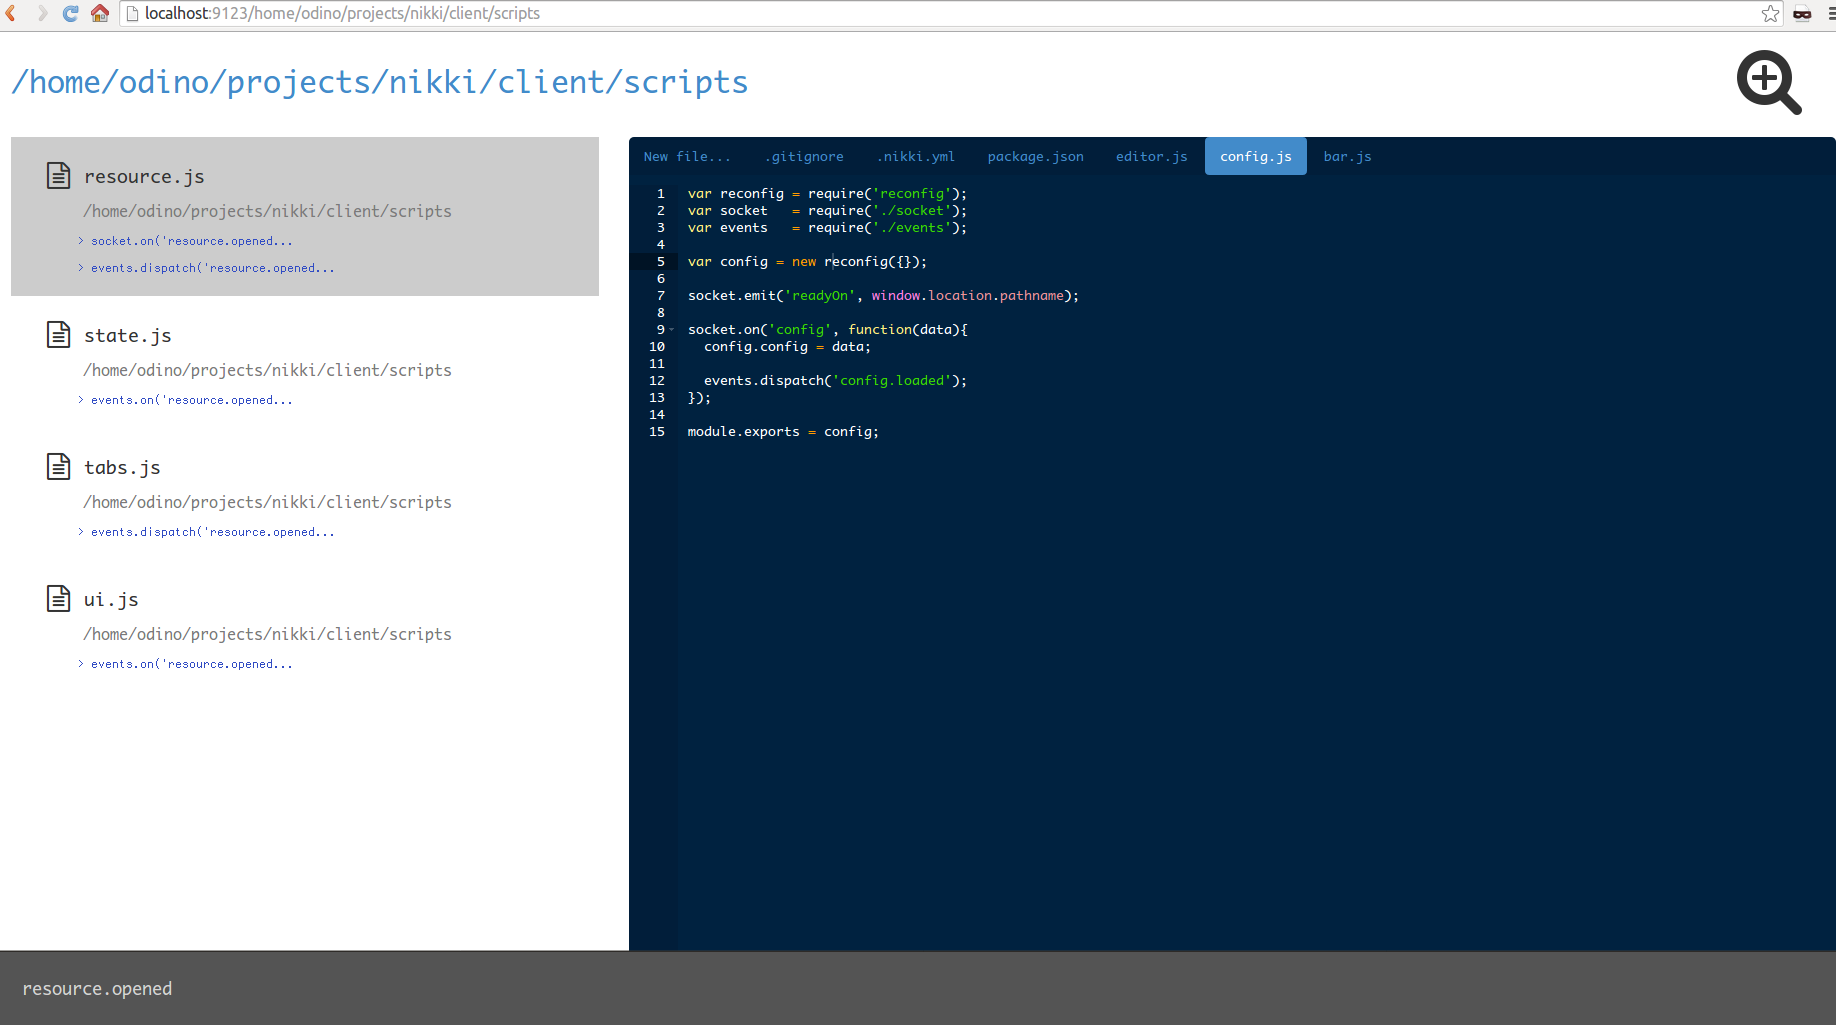 localhost:9123/home/odino/projects/nikki/client/scripts
/home/odino/projects/nikki/client/scripts
resource.js
/home/odino/projects/nikki/client/scripts
> socket.on('resource.opened...
> events.dispatch('resource.opened...
state.js
/home/odino/projects/nikki/client/scripts
> events.on('resource.opened...
tabs.js
/home/odino/projects/nikki/client/scripts
> events.dispatch('resource.opened...
ui.js
/home/odino/projects/nikki/client/scripts
> events.on('resource.opened...
New file... .gitignore .nikki.yml package.json editor.js config.js bar.js
1 var reconfig = require('reconfig');
2 var socket   = require('./socket');
3 var events   = require('./events');
4
5 var config = new reconfig({});
6
7 socket.emit('readyOn', window.location.pathname);
8
9 socket.on('config', function(data){
10   config.config = data;
11
12   events.dispatch('config.loaded');
13 });
14
15 module.exports = config;
resource.opened